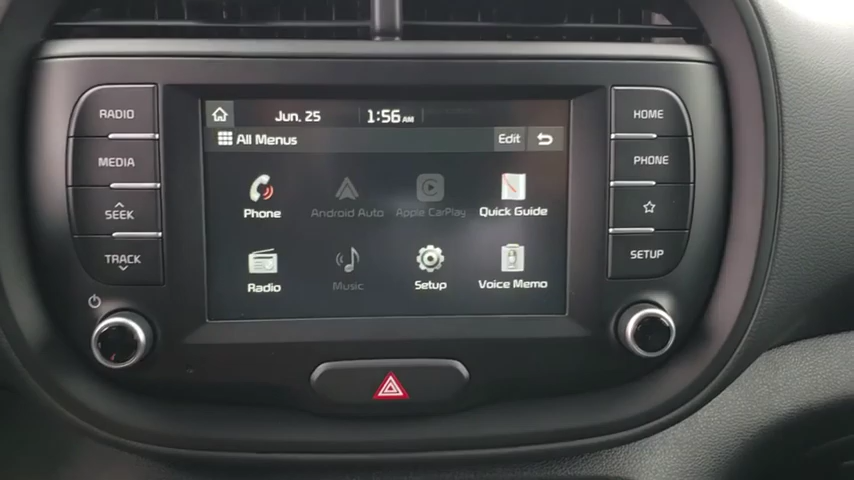 RADIO
MEDIA
SEEK
TRACK
Jun. 25 1:56 AM
All Menus Edit
Phone Android Auto Apple CarPlay Quick Guide
Radio Music Setup Voice Memo
HOME
PHONE
SETUP